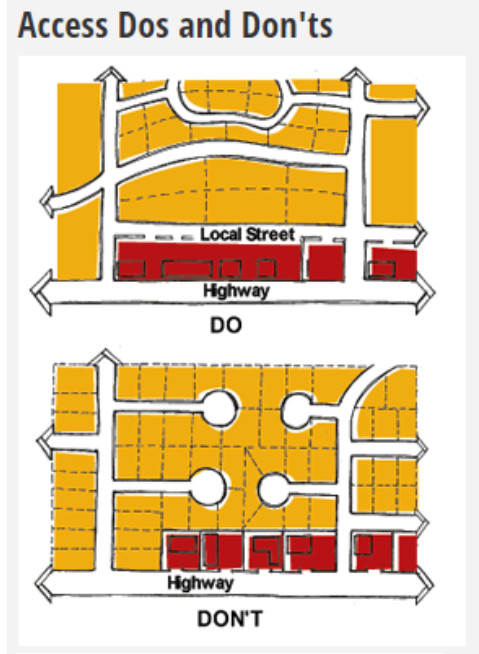 Access Dos and Don'ts
Local Street
Highway
DO
Highway
DON'T